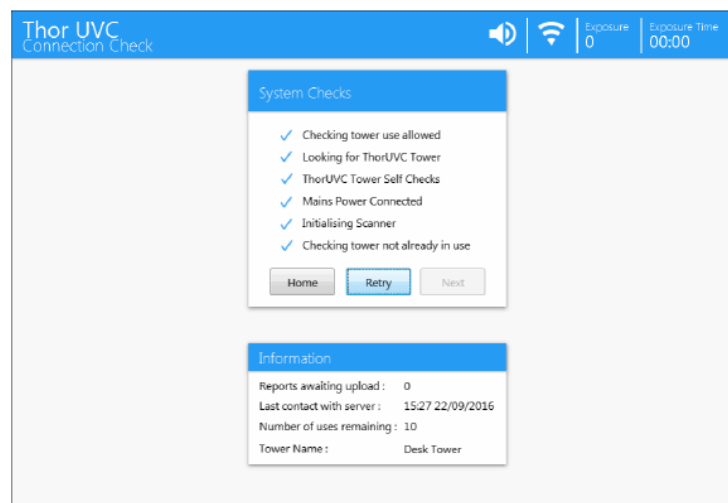 Thor UVC
Connection Check
Exposure
0
Exposure Time
00:00
System Checks
Checking tower use allowed
Looking for ThorUVC Tower
ThorUVC Tower Self Checks
Mains Power Connected
Initialising Scanner
Checking tower not already in use
Home Retry Next
Information
Reports awaiting upload : 0
Last contact with server : 15:27 22/09/2016
Number of uses remaining : 10
Tower Name : Desk Tower